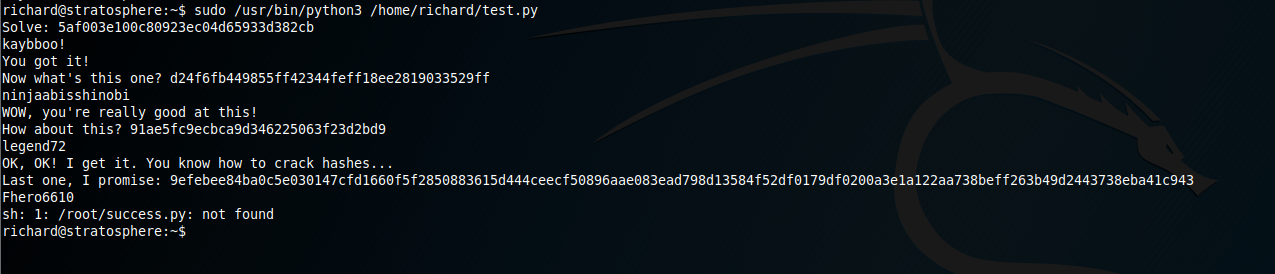 richard@stratosphere:~$ sudo /usr/bin/python3 /home/richard/test.py
Solve: 5af003e100c80923ec04d65933d382cb
kaybboo!
You got it!
Now what's this one? d24f6fb449855ff42344feff18ee2819033529ff
ninjaabisshinobi
WOW, you're really good at this!
How about this? 91ae5fc9ecbca9d346225063f23d2bd9
legend72
OK, OK! I get it. You know how to crack hashes...
Last one, I promise: 9efebee84ba0c5e030147cfd1660f5f2850883615d444ceecf50896aae083ead798d13584f52df0179df0200a3e1a122aa738beff263b49d2443738eba41c943
Fhero6610
sh: 1: /root/success.py: not found
richard@stratosphere:~$